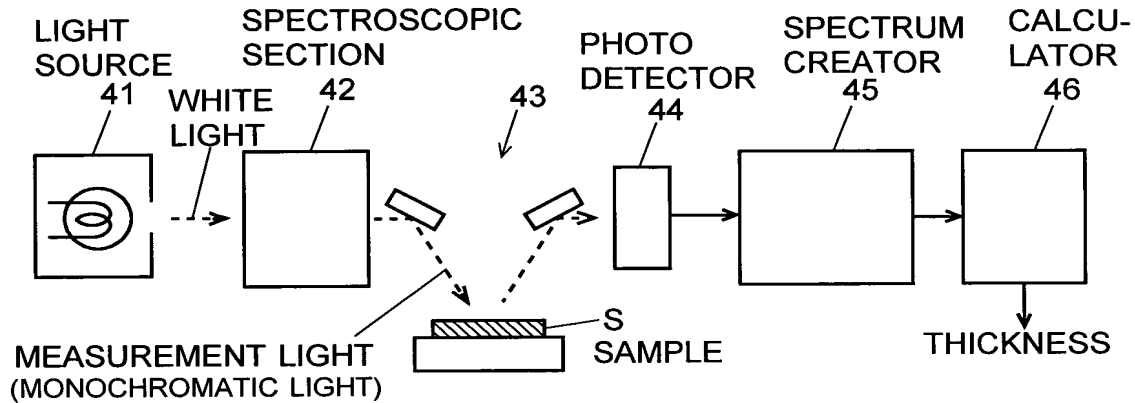 LIGHT
SOURCE
41
WHITE
LIGHT
SPECTROSCOPIC
SECTION
42
43
PHOTO
DETECTOR
44
SPECTRUM
CREATOR
45
CALCU-
LATOR
46
S
SAMPLE
MEASUREMENT LIGHT
(MONOCHROMATIC LIGHT)
THICKNESS